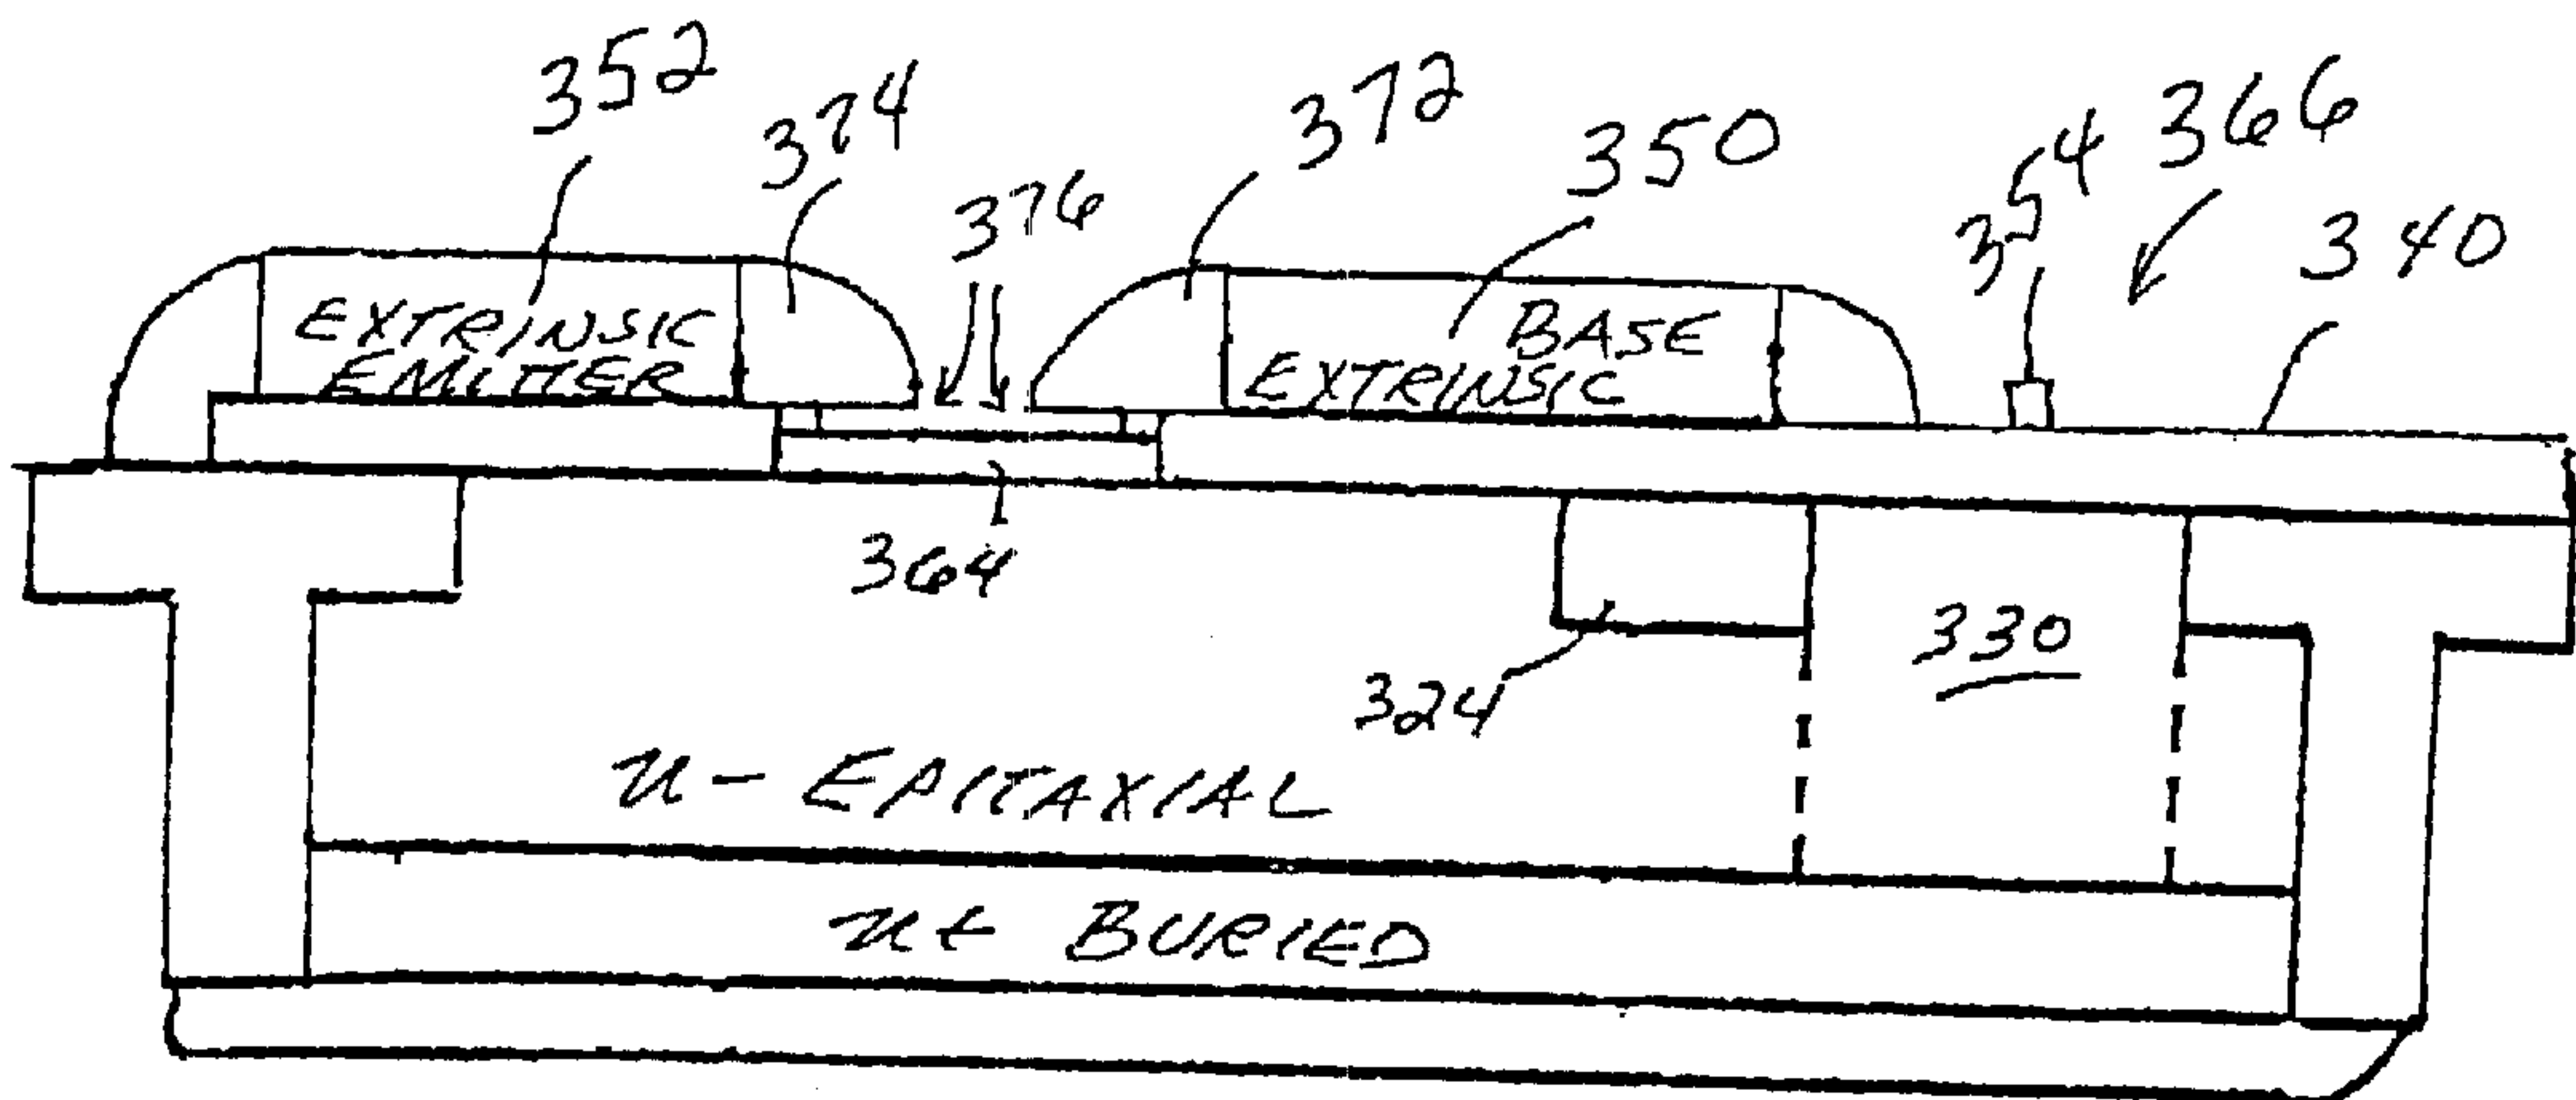 352
374
376
372
350
354
366
340
EXTRINSIC
EMITTER
BASE
EXTRINSIC
364
324
330
n- EPITAXIAL
n+ BURIED